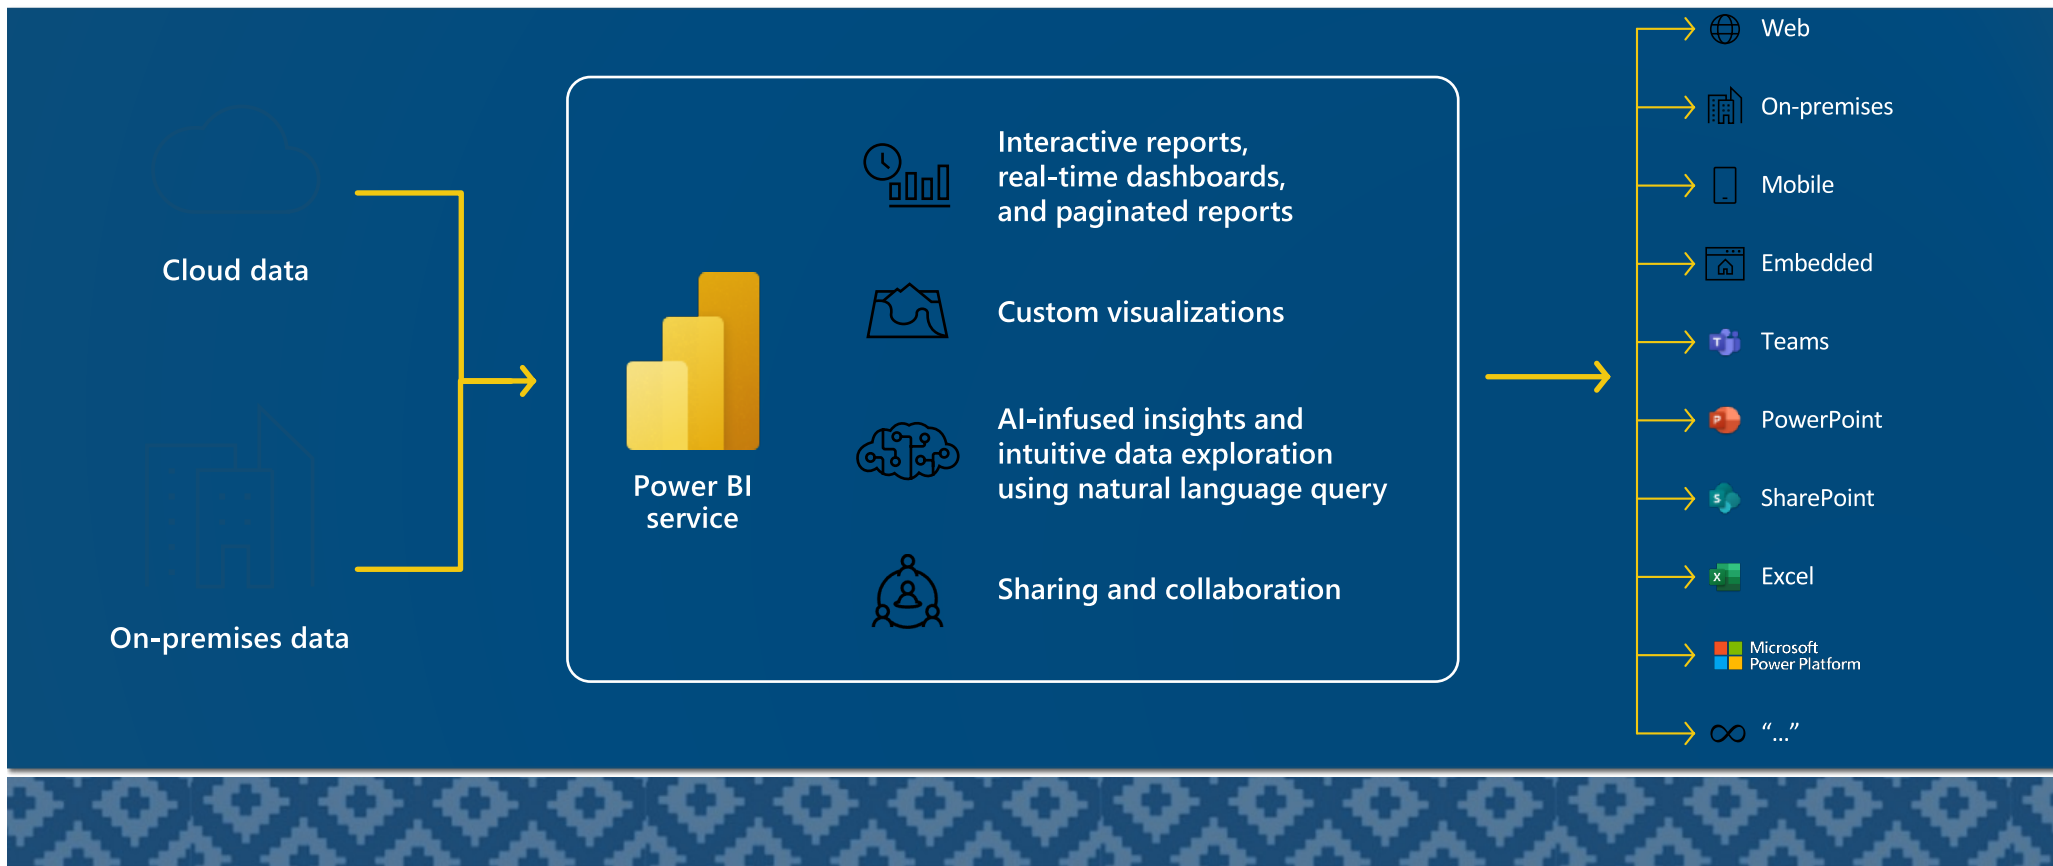 Cloud data
On-premises data
Power BI
service
Interactive reports,
real-time dashboards,
and paginated reports
Custom visualizations
AI-infused insights and
intuitive data exploration
using natural language query
Sharing and collaboration
Web
On-premises
Mobile
Embedded
Teams
PowerPoint
SharePoint
Excel
Microsoft
Power Platform
“...”